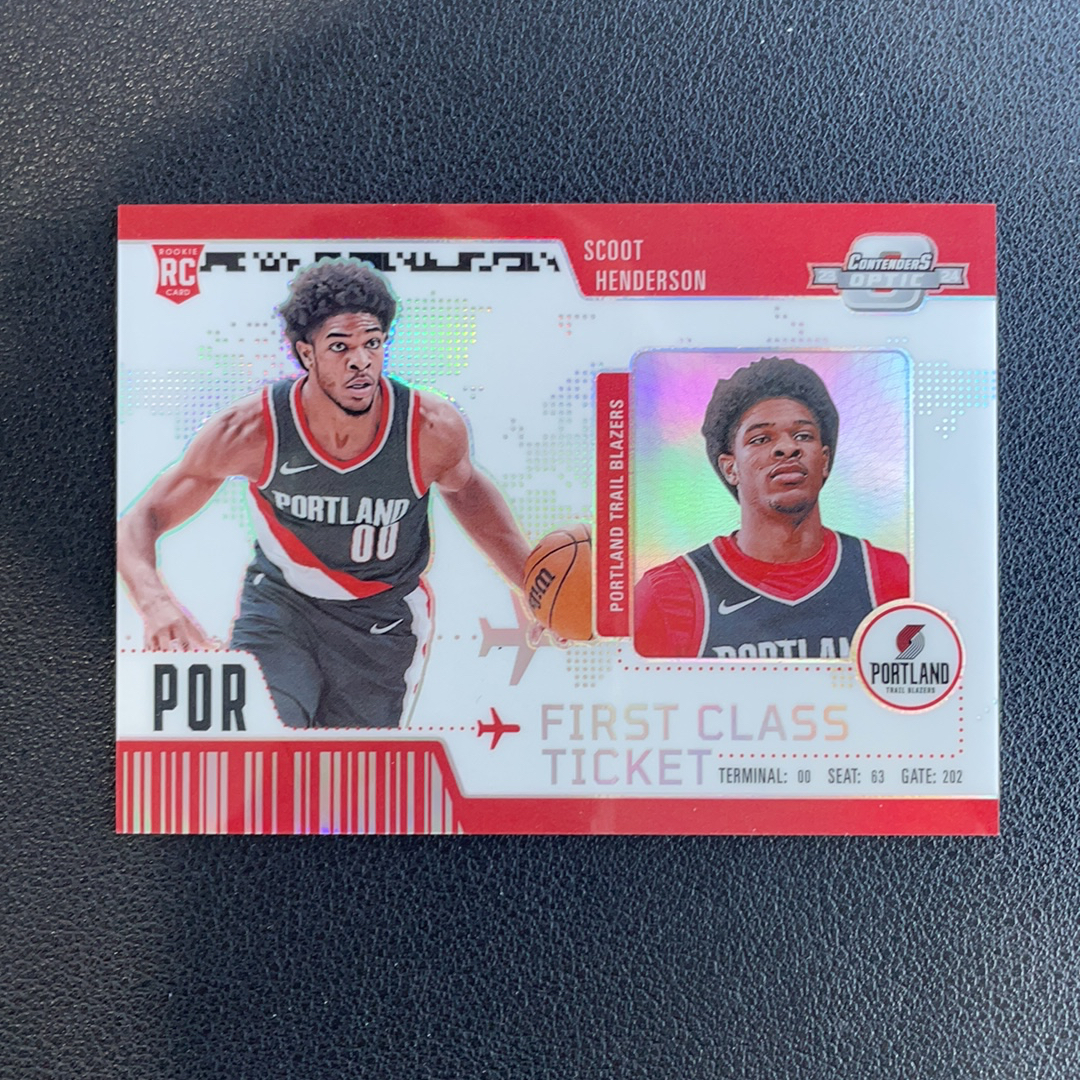 ROOKIE
RC
CARD
SCOOT
HENDERSON
CONTENDERS
23 OPTIC 24
PORTLAND
00
PORTLAND TRAIL BLAZERS
PORTLAN
POR
PORTLAND
TRAIL BLAZERS
FIRST CLASS
TICKET
TERMINAL: 00 SEAT: 63 GATE: 202